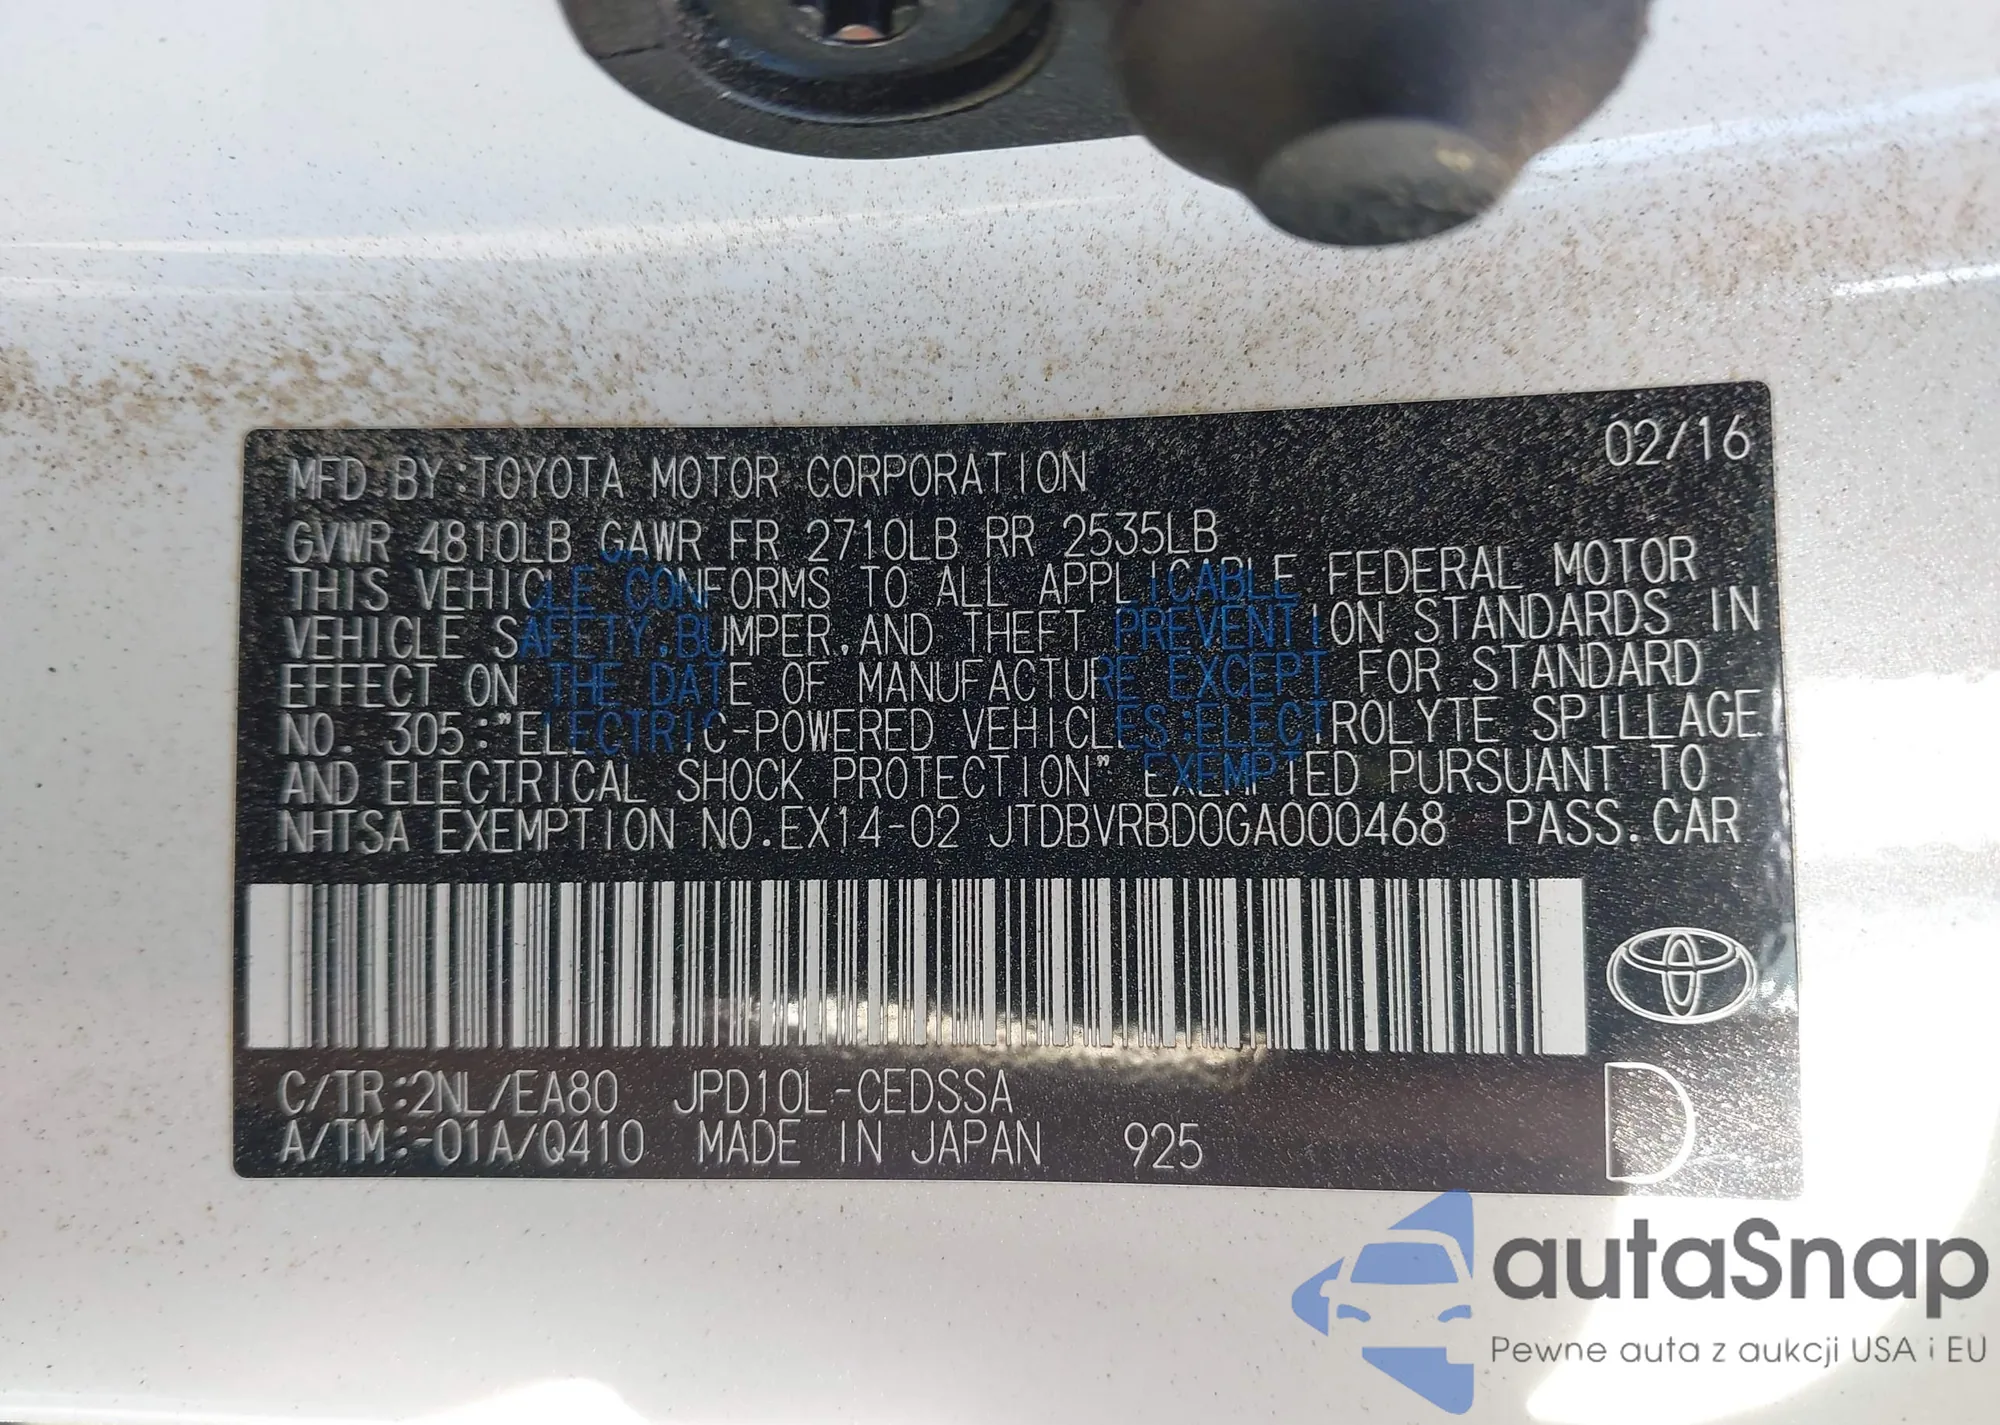 02/16
MFD BY:TOYOTA MOTOR CORPORATION
GVWR 4810LB GAWR FR 2710LB RR 2535LB
THIS VEHICLE CONFORMS TO ALL APPLICABLE FEDERAL MOTOR
VEHICLE SAFETY,BUMPER,AND THEFT PREVENTION STANDARDS IN
EFFECT ON THE DATE OF MANUFACTURE EXCEPT FOR STANDARD
NO. 305:"ELECTRIC-POWERED VEHICLES:ELECTROLYTE SPILLAGE
AND ELECTRICAL SHOCK PROTECTION" EXEMPTED PURSUANT TO
NHTSA EXEMPTION NO.EX14-02 JTDBVRBD0GA000468 PASS.CAR
C/TR:2NL/EA80 JPD10L-CEDSSA
A/TM:-01A/Q410 MADE IN JAPAN 925
D
autaSnap
Pewne auta z aukcji USA i EU